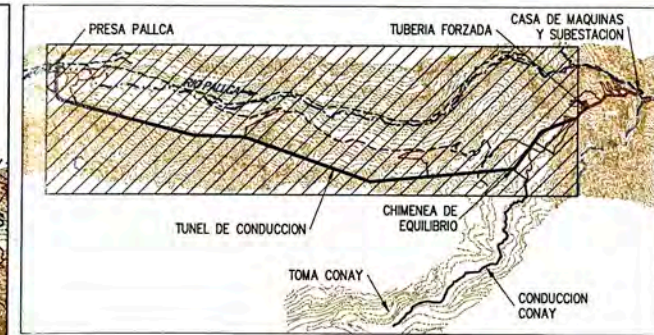 PRESA PALLCA
TUBERIA FORZADA
CASA DE MAQUINAS
Y SUBESTACION
RIO PALLCA
TUNEL DE CONDUCCION
CHIMENEA DE
EQUILIBRIO
TOMA CONAY
CONDUCCION
CONAY